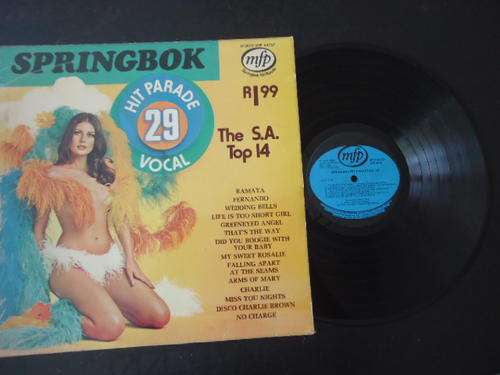 SPRINGBOK
HIT PARADE
29
VOCAL
mfp
R1.99
The S.A.
Top 14
RAMAYA
FERNANDO
WEDDING BELLS
LIFE IS TOO SHORT GIRL
GREENEYED ANGEL
THAT'S THE WAY
DID YOU BOOGIE WITH
YOUR BABY
MY SWEET ROSALIE
FALLING APART
AT THE SEAMS
ARMS OF MARY
CHARLIE
MISS YOU NIGHTS
DISCO CHARLIE BROWN
NO CHARGE
mfp